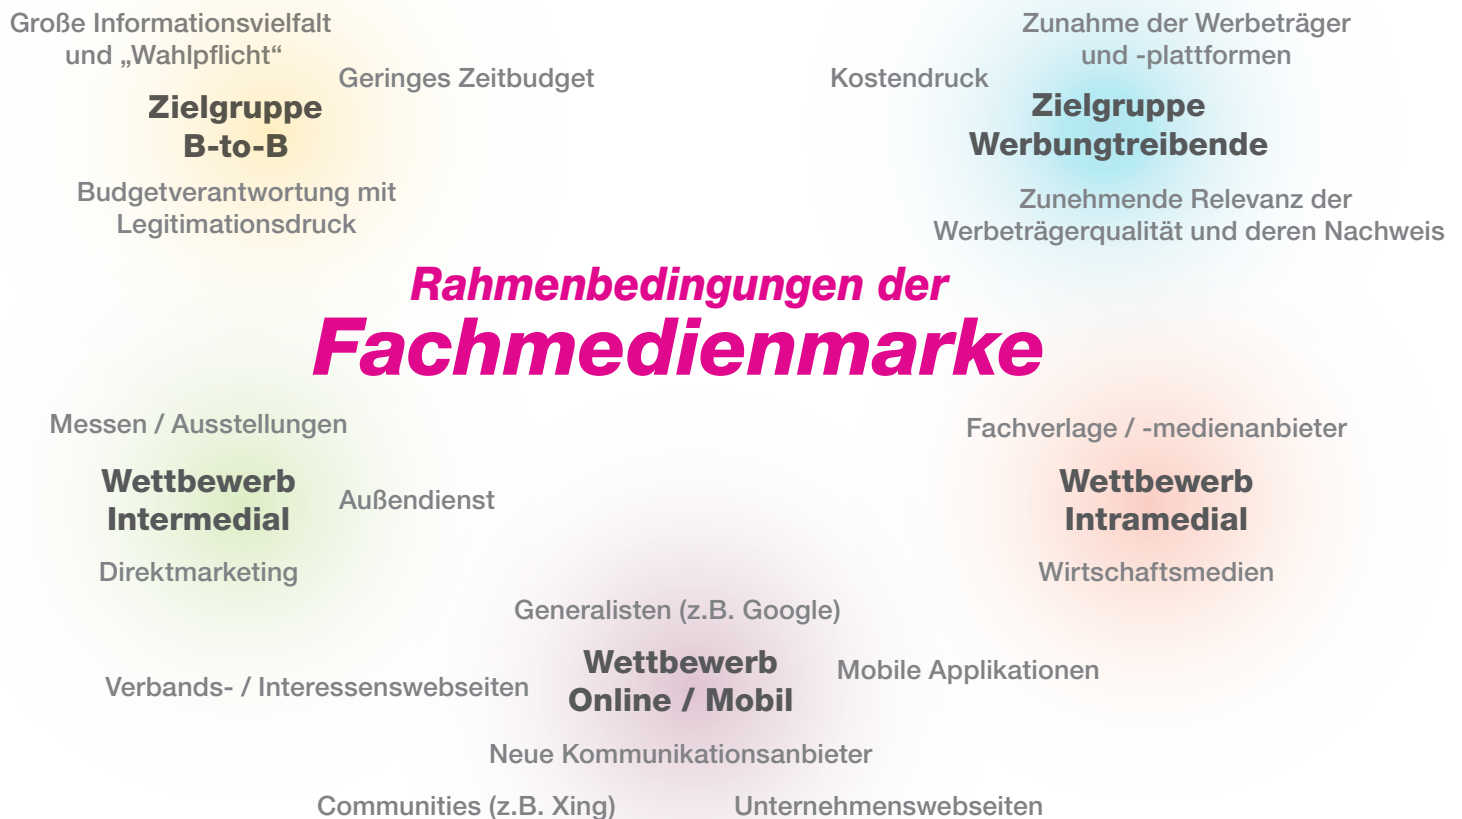 Große Informationsvielfalt
und „Wahlpflicht“
Geringes Zeitbudget
Zielgruppe
B-to-B
Budgetverantwortung mit
Legitimationsdruck
Zunahme der Werbeträger
und -plattformen
Kostendruck
Zielgruppe
Werbungtreibende
Zunehmende Relevanz der
Werbeträgerqualität und deren Nachweis
Rahmenbedingungen der
Fachmedienmarke
Messen / Ausstellungen
Wettbewerb
Intermedial
Außendienst
Direktmarketing
Fachverlage / -medienanbieter
Wettbewerb
Intramedial
Wirtschaftsmedien
Generalisten (z.B. Google)
Wettbewerb
Online / Mobil
Mobile Applikationen
Verbands- / Interessenswebseiten
Neue Kommunikationsanbieter
Communities (z.B. Xing)
Unternehmenswebseiten